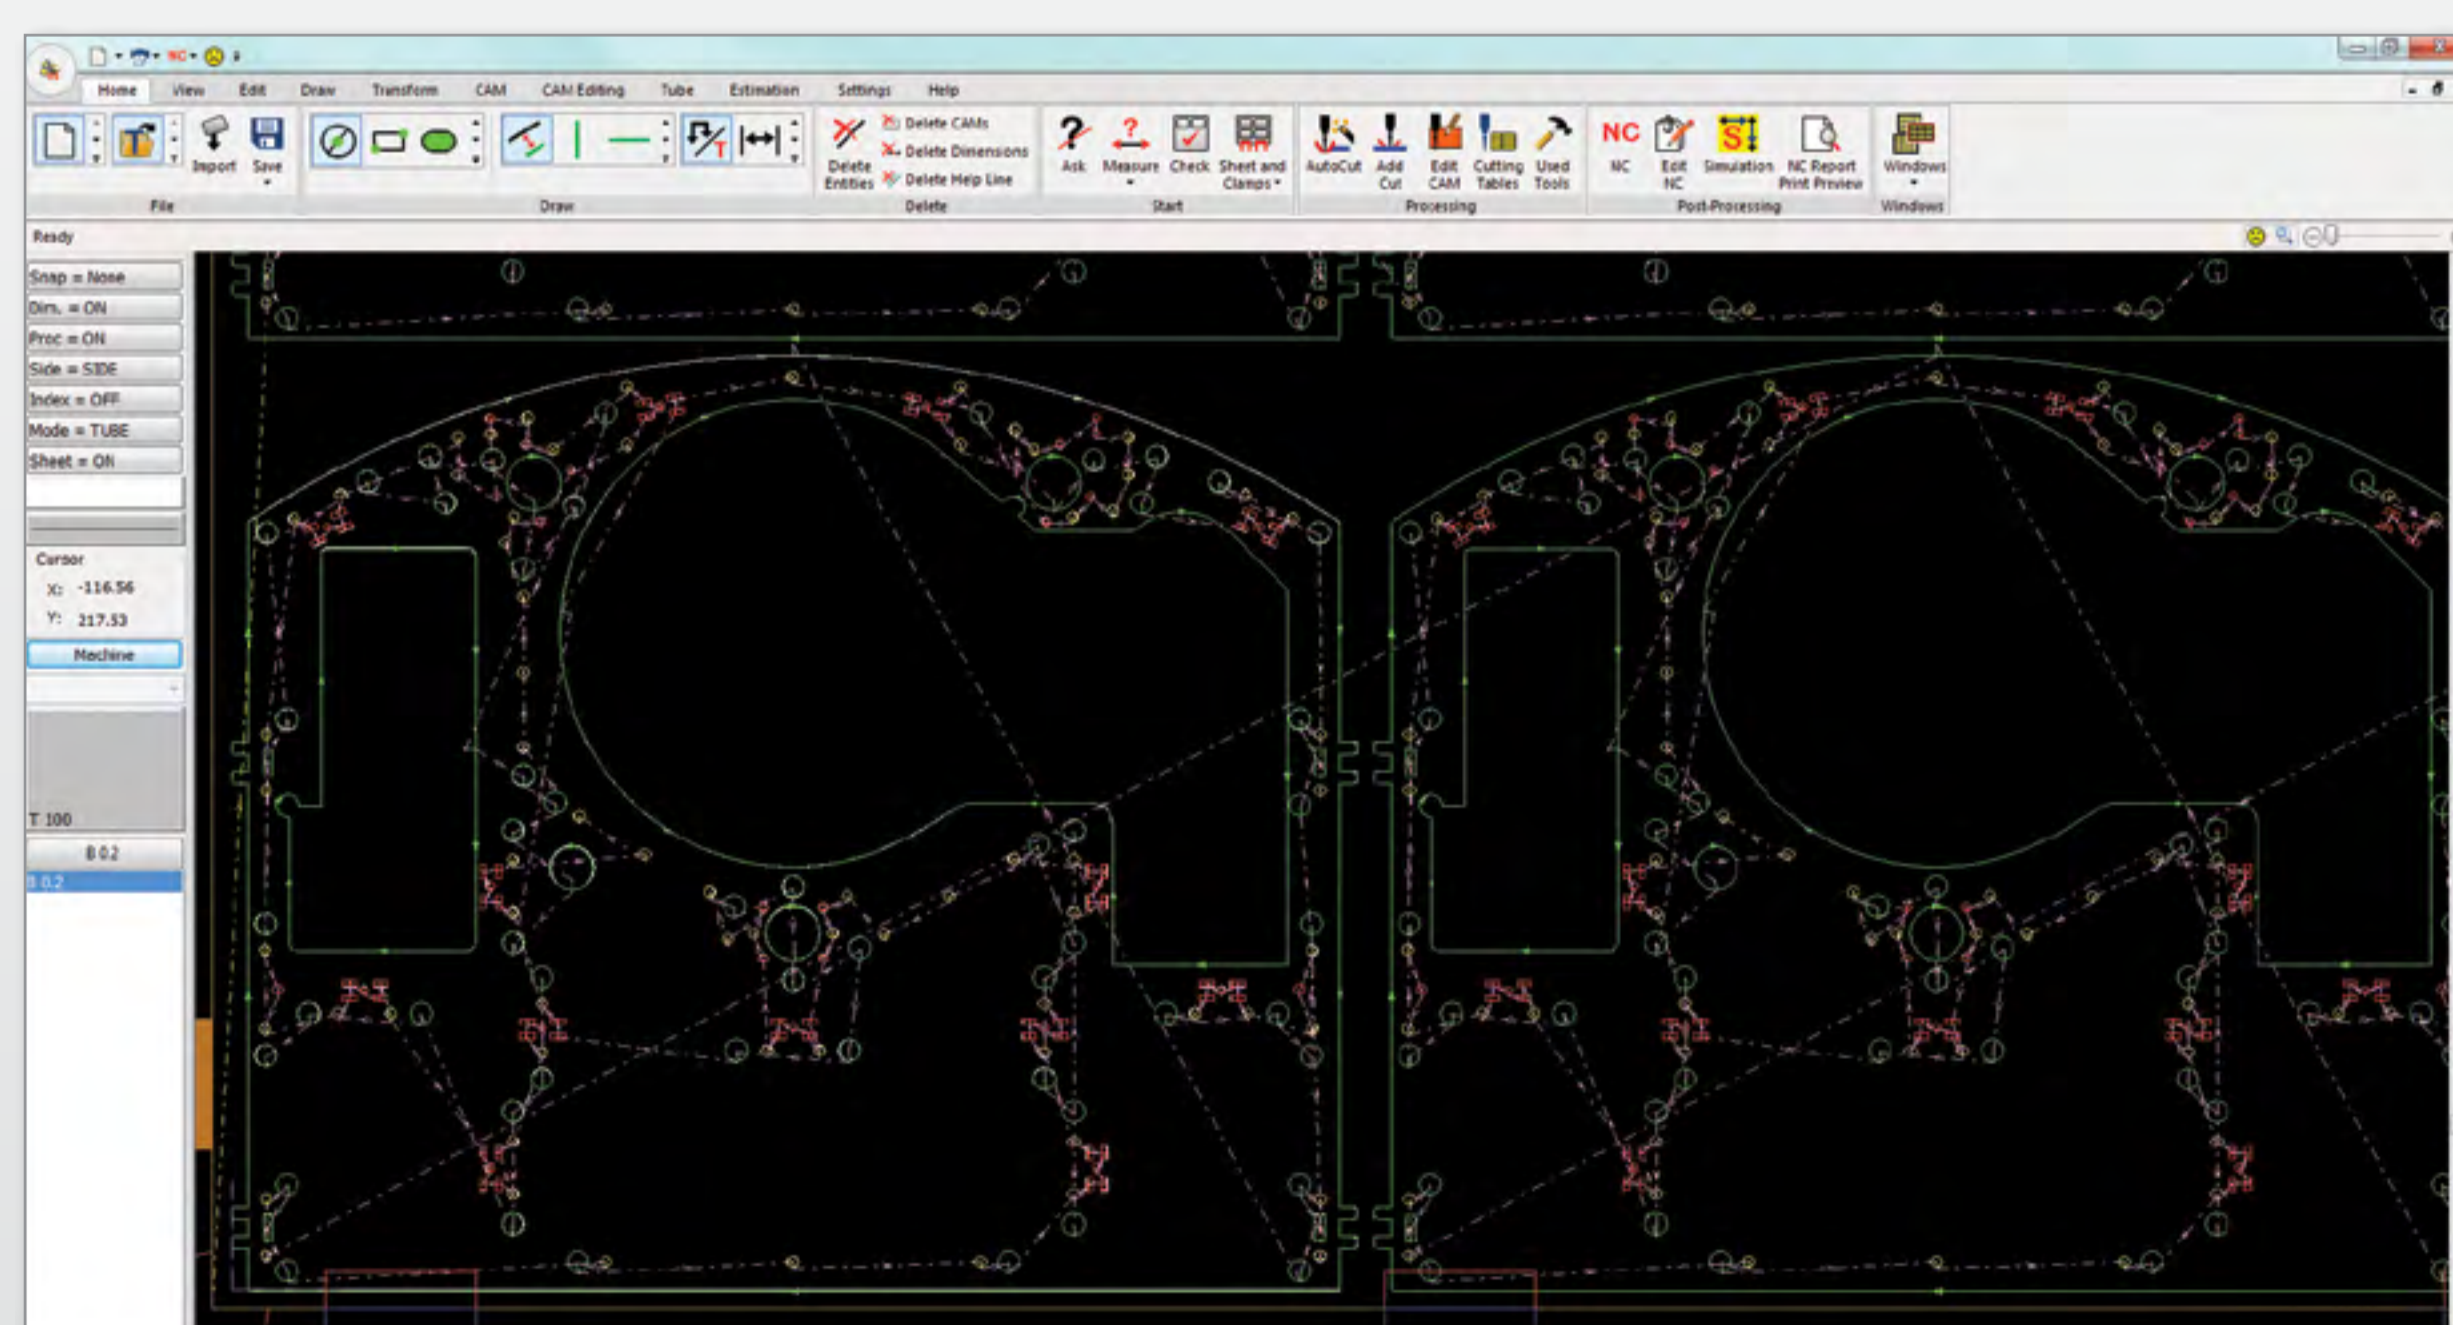 NC
Home View Edit Draw Transform CAM CAM Editing Tube Estimation Settings Help
Import
Save
Delete
Entities
Delete CAMs
Delete Dimensions
Delete Help Line
? Ask
? Measure
Check
Sheet and
Clamps
AutoCut
Add
Cut
Edit
CAM
Cutting
Tables
Used
Tools
NC
NC
Edit
NC
S
Simulation
NC Report
Print Preview
Windows
File Draw Delete Start Processing Post-Processing Windows
Ready
Snap = None
Dim. = ON
Proc = ON
Side = SIDE
Index = OFF
Mode = TUBE
Sheet = ON
Cursor
X: -116.56
Y: 217.53
Machine
T 100
B 0.2
B 0.2